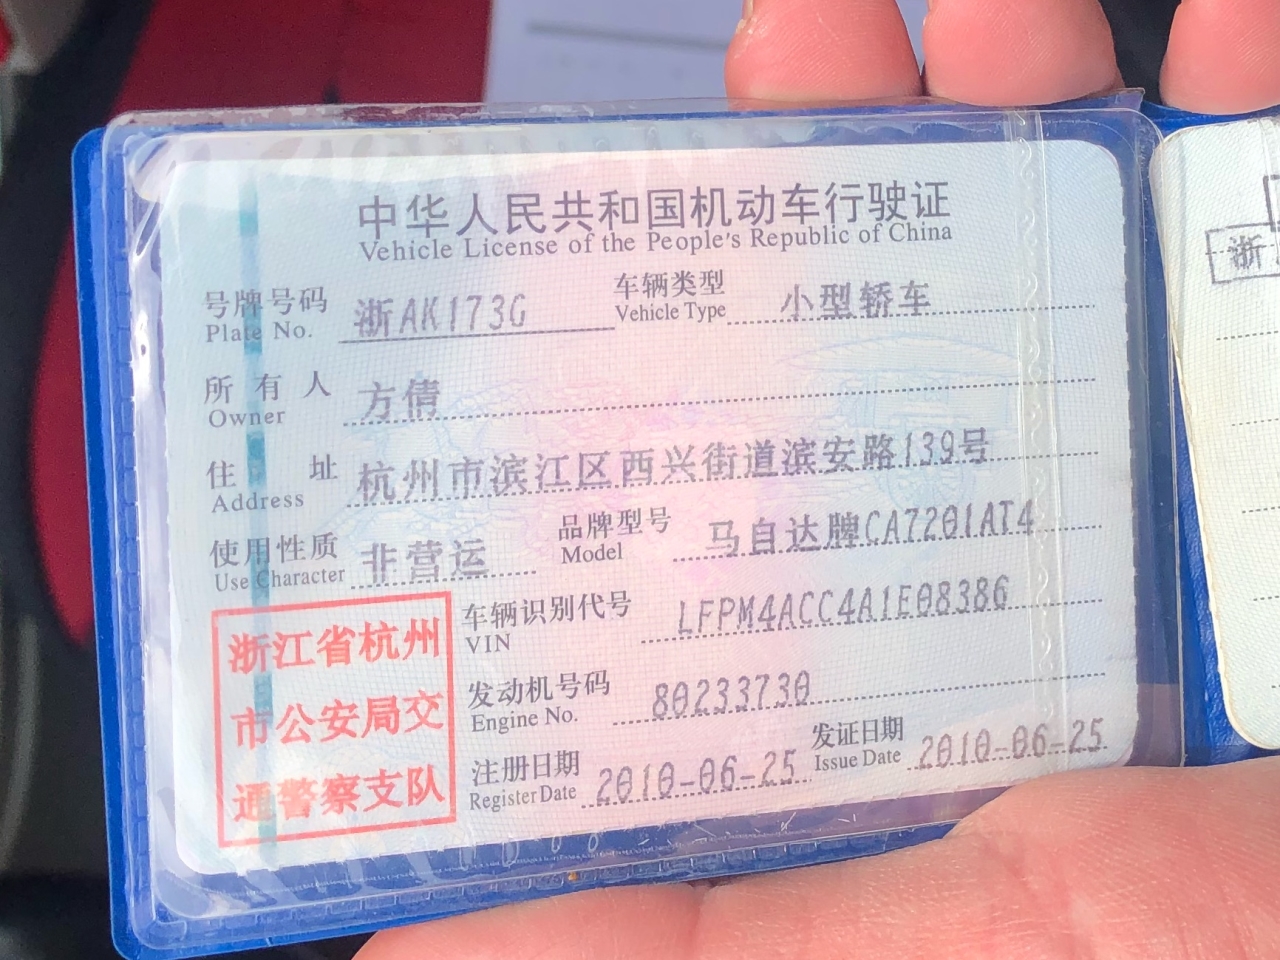 中华人民共和国机动车行驶证
Vehicle License of the People's Republic of China
号牌号码 浙AK173G 车辆类型 小型轿车
Plate No. Vehicle Type
所有人 方倩
Owner
住址 杭州市滨江区西兴街道滨安路139号
Address
使用性质 非营运 品牌型号 马自达牌CA7201AT4
Use Character Model
车辆识别代号 LFPM4ACC4A1E08386
VIN
发动机号码 80233730
Engine No.
注册日期 2010-06-25 发证日期 2010-06-25
Register Date Issue Date
浙江省杭州
市公安局交
通警察支队
浙